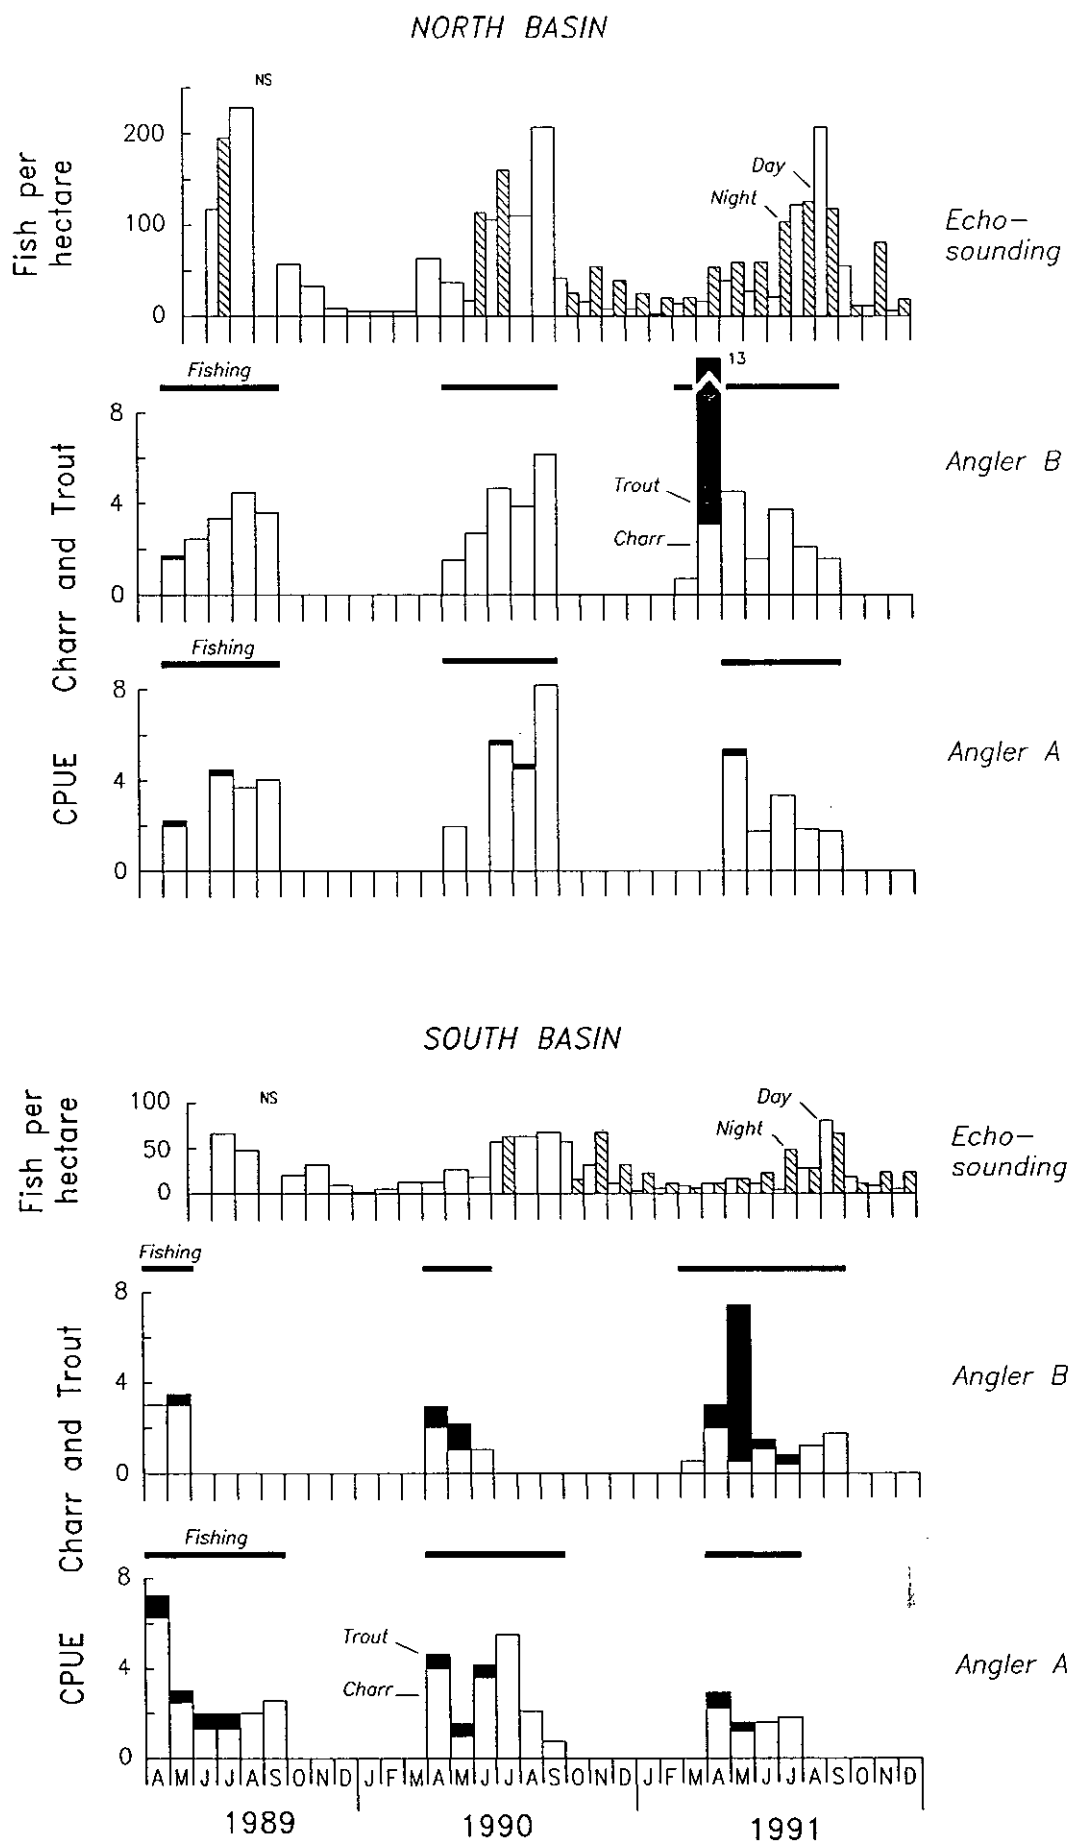 NORTH BASIN
NS
Fish per
hectare
200
100
0
Day
Night
Echo-
sounding
Fishing
13
8
4
0
Trout
Charr
Angler B
Fishing
8
4
0
Angler A
CPUE Charr and Trout
SOUTH BASIN
NS
Fish per
hectare
100
50
0
Day
Night
Echo-
sounding
Fishing
8
4
0
Angler B
Fishing
8
4
0
Trout
Charr
Angler A
CPUE Charr and Trout
A M J J A S O N D J F M A M J J A S O N D J F M A M J J A S O N D
1989 1990 1991